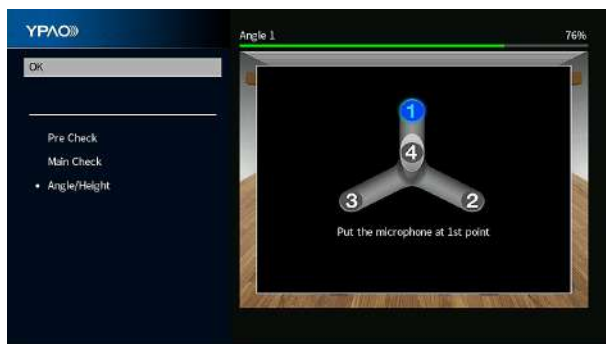 YPAO
Angle 1 76%
OK
Pre Check
Main Check
• Angle/Height
1
4
3 2
Put the microphone at 1st point